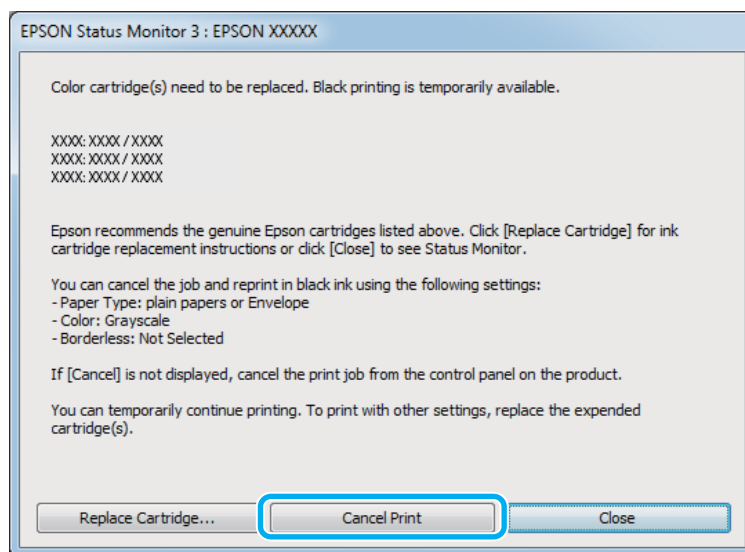 EPSON Status Monitor 3 : EPSON XXXXX
Color cartridge(s) need to be replaced. Black printing is temporarily available.
XXXX: XXXX / XXXX
XXXX: XXXX / XXXX
XXXX: XXXX / XXXX
Epson recommends the genuine Epson cartridges listed above. Click [Replace Cartridge] for ink
cartridge replacement instructions or click [Close] to see Status Monitor.
You can cancel the job and reprint in black ink using the following settings:
- Paper Type: plain papers or Envelope
- Color: Grayscale
- Borderless: Not Selected
If [Cancel] is not displayed, cancel the print job from the control panel on the product.
You can temporarily continue printing. To print with other settings, replace the expended
cartridge(s).
Replace Cartridge... Cancel Print Close